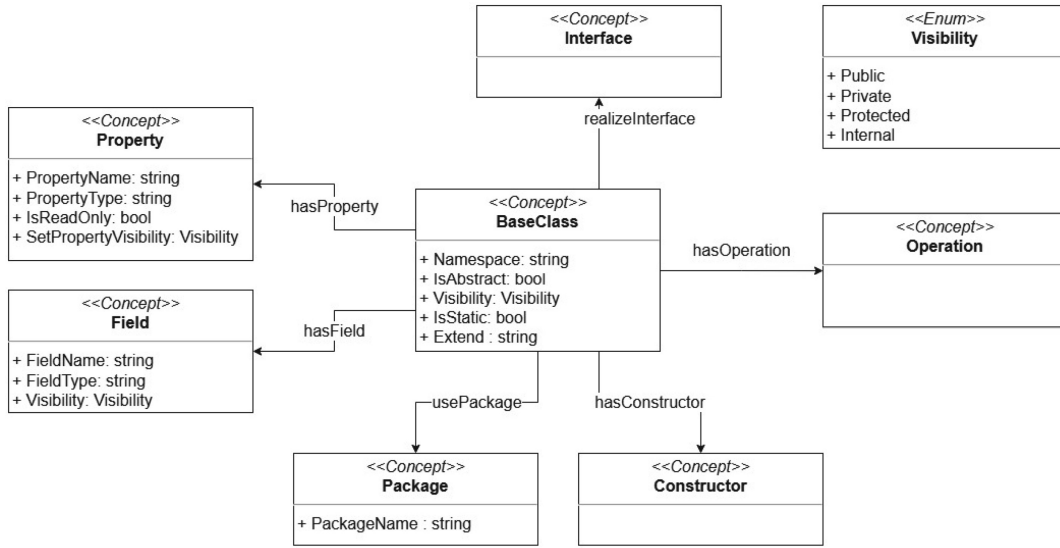 <<Concept>>
Interface
<<Enum>>
Visibility
+ Public
+ Private
+ Protected
+ Internal
realizeInterface
<<Concept>>
Property
+ PropertyName: string
+ PropertyType: string
+ IsReadOnly: bool
+ SetPropertyVisibility: Visibility
hasProperty
<<Concept>>
BaseClass
+ Namespace: string
+ IsAbstract: bool
+ Visibility: Visibility
+ IsStatic: bool
+ Extend : string
hasOperation
<<Concept>>
Operation
<<Concept>>
Field
+ FieldName: string
+ FieldType: string
+ Visibility: Visibility
hasField
usePackage
hasConstructor
<<Concept>>
Package
+ PackageName : string
<<Concept>>
Constructor